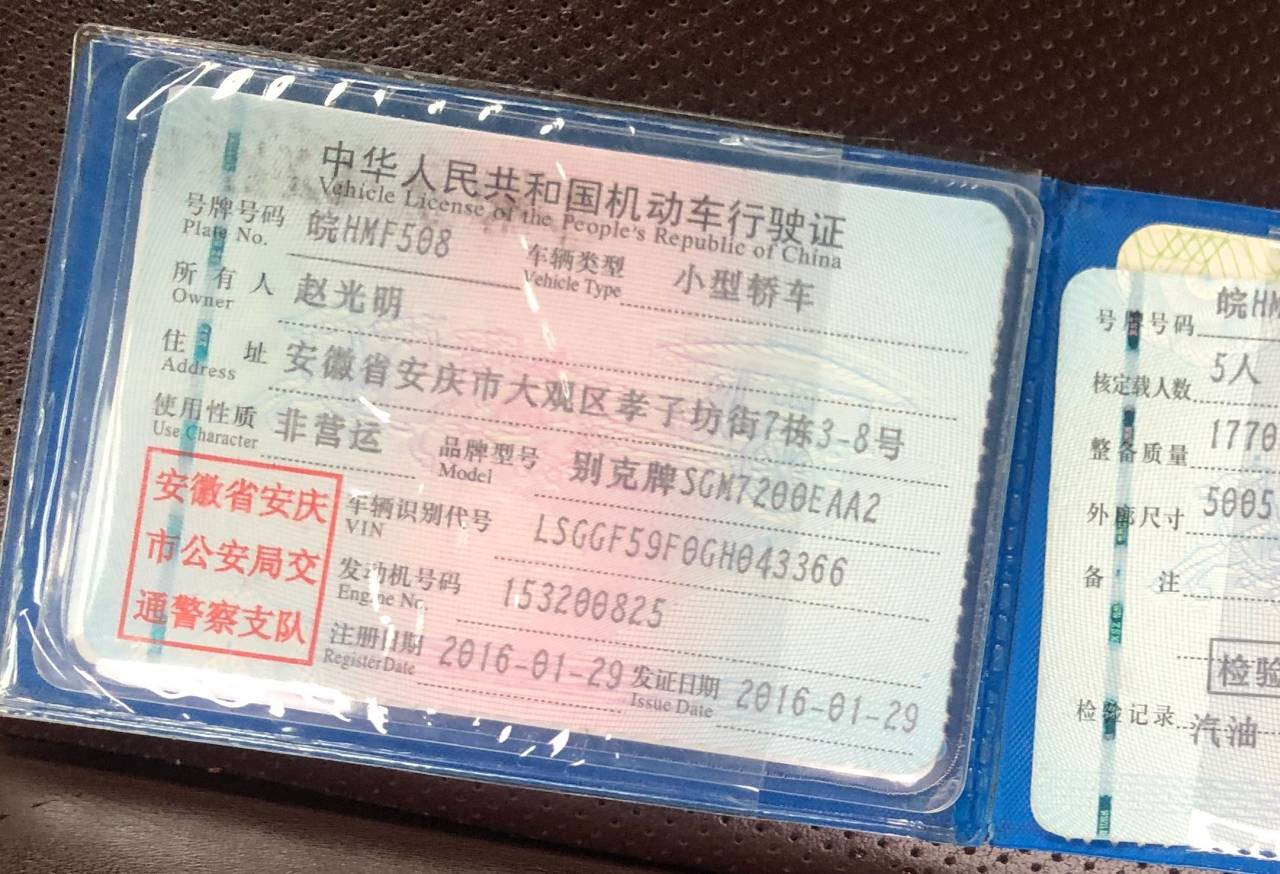 中华人民共和国机动车行驶证
Vehicle License of the People's Republic of China
号牌号码 皖HMF508 车辆类型 小型轿车
Plate No. Vehicle Type
所有人 赵光明
Owner
住址 安徽省安庆市大观区孝子坊街7栋3-8号
Address
使用性质 非营运 品牌型号 别克牌SGM7200EAA2
Use Character Model
安徽省安庆
市公安局交
通警察支队
车辆识别代号 LSGGF59F0GH043366
VIN
发动机号码 153200825
Engine No.
注册日期 2016-01-29 发证日期 2016-01-29
Register Date Issue Date
号牌号码 皖HM
核定载人数 5人
整备质量 1770
外廓尺寸 5005
备注
检验
检验记录 汽油